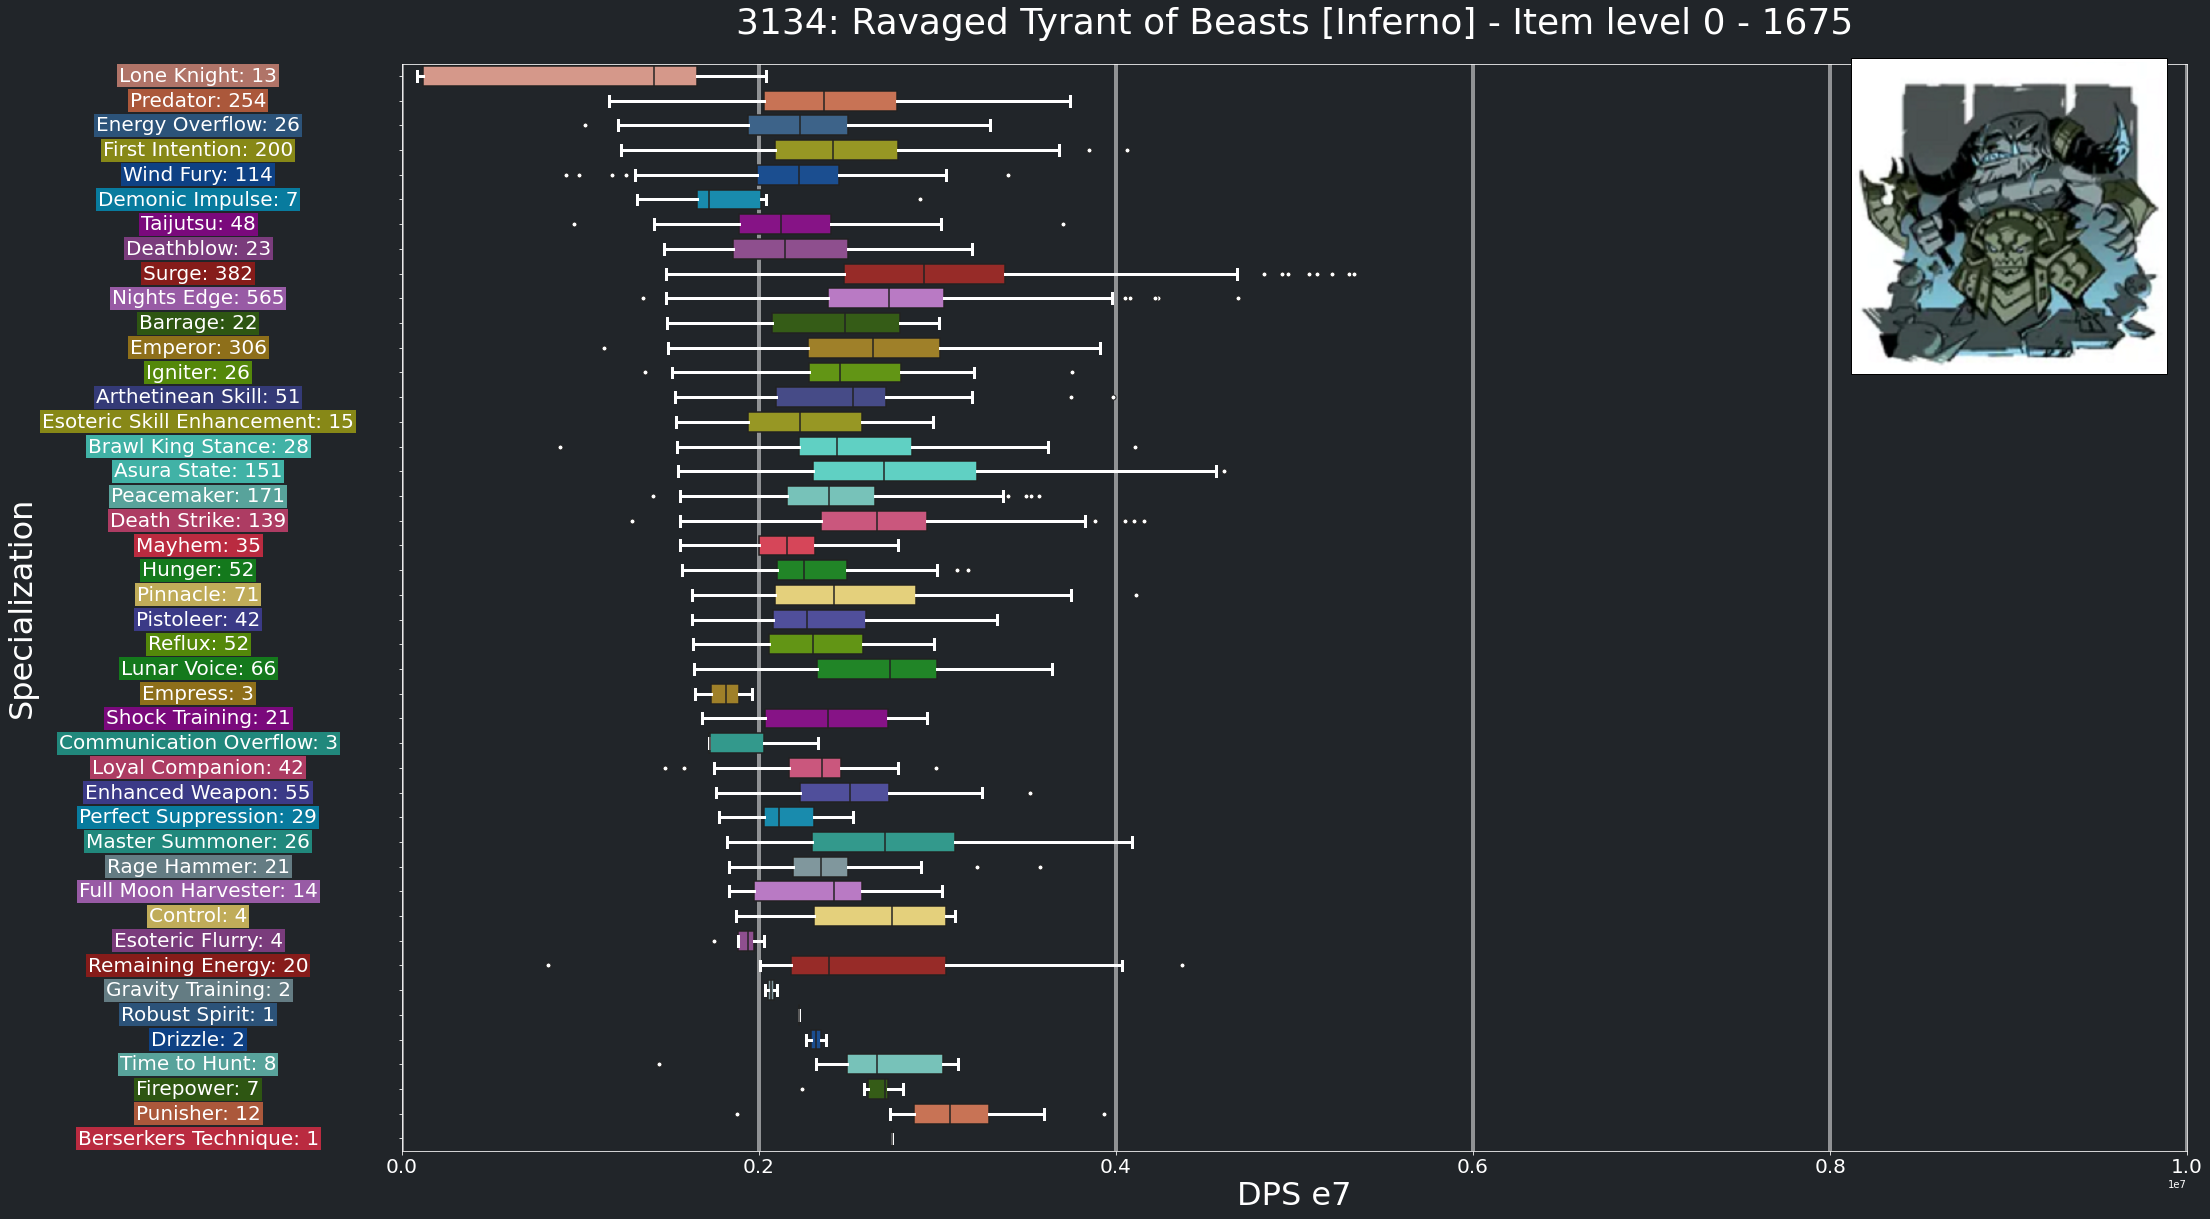 3134: Ravaged Tyrant of Beasts [Inferno] - Item level 0 - 1675
Specialization
Lone Knight: 13
Predator: 254
Energy Overflow: 26
First Intention: 200
Wind Fury: 114
Demonic Impulse: 7
Taijutsu: 48
Deathblow: 23
Surge: 382
Nights Edge: 565
Barrage: 22
Emperor: 306
Igniter: 26
Arthetinean Skill: 51
Esoteric Skill Enhancement: 15
Brawl King Stance: 28
Asura State: 151
Peacemaker: 171
Death Strike: 139
Mayhem: 35
Hunger: 52
Pinnacle: 71
Pistoleer: 42
Reflux: 52
Lunar Voice: 66
Empress: 3
Shock Training: 21
Communication Overflow: 3
Loyal Companion: 42
Enhanced Weapon: 55
Perfect Suppression: 29
Master Summoner: 26
Rage Hammer: 21
Full Moon Harvester: 14
Control: 4
Esoteric Flurry: 4
Remaining Energy: 20
Gravity Training: 2
Robust Spirit: 1
Drizzle: 2
Time to Hunt: 8
Firepower: 7
Punisher: 12
Berserkers Technique: 1
0.0 0.2 0.4 0.6 0.8 1.0
1e7
DPS e7